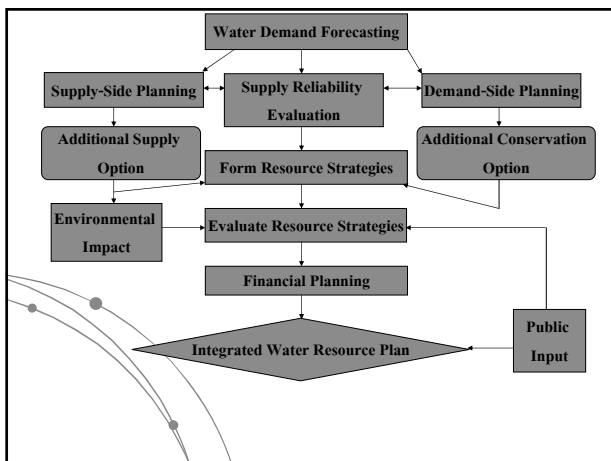 Water Demand Forecasting
Supply-Side Planning
Supply Reliability
Evaluation
Demand-Side Planning
Additional Supply
Option
Additional Conservation
Option
Form Resource Strategies
Environmental
Impact
Evaluate Resource Strategies
Financial Planning
Integrated Water Resource Plan
Public
Input